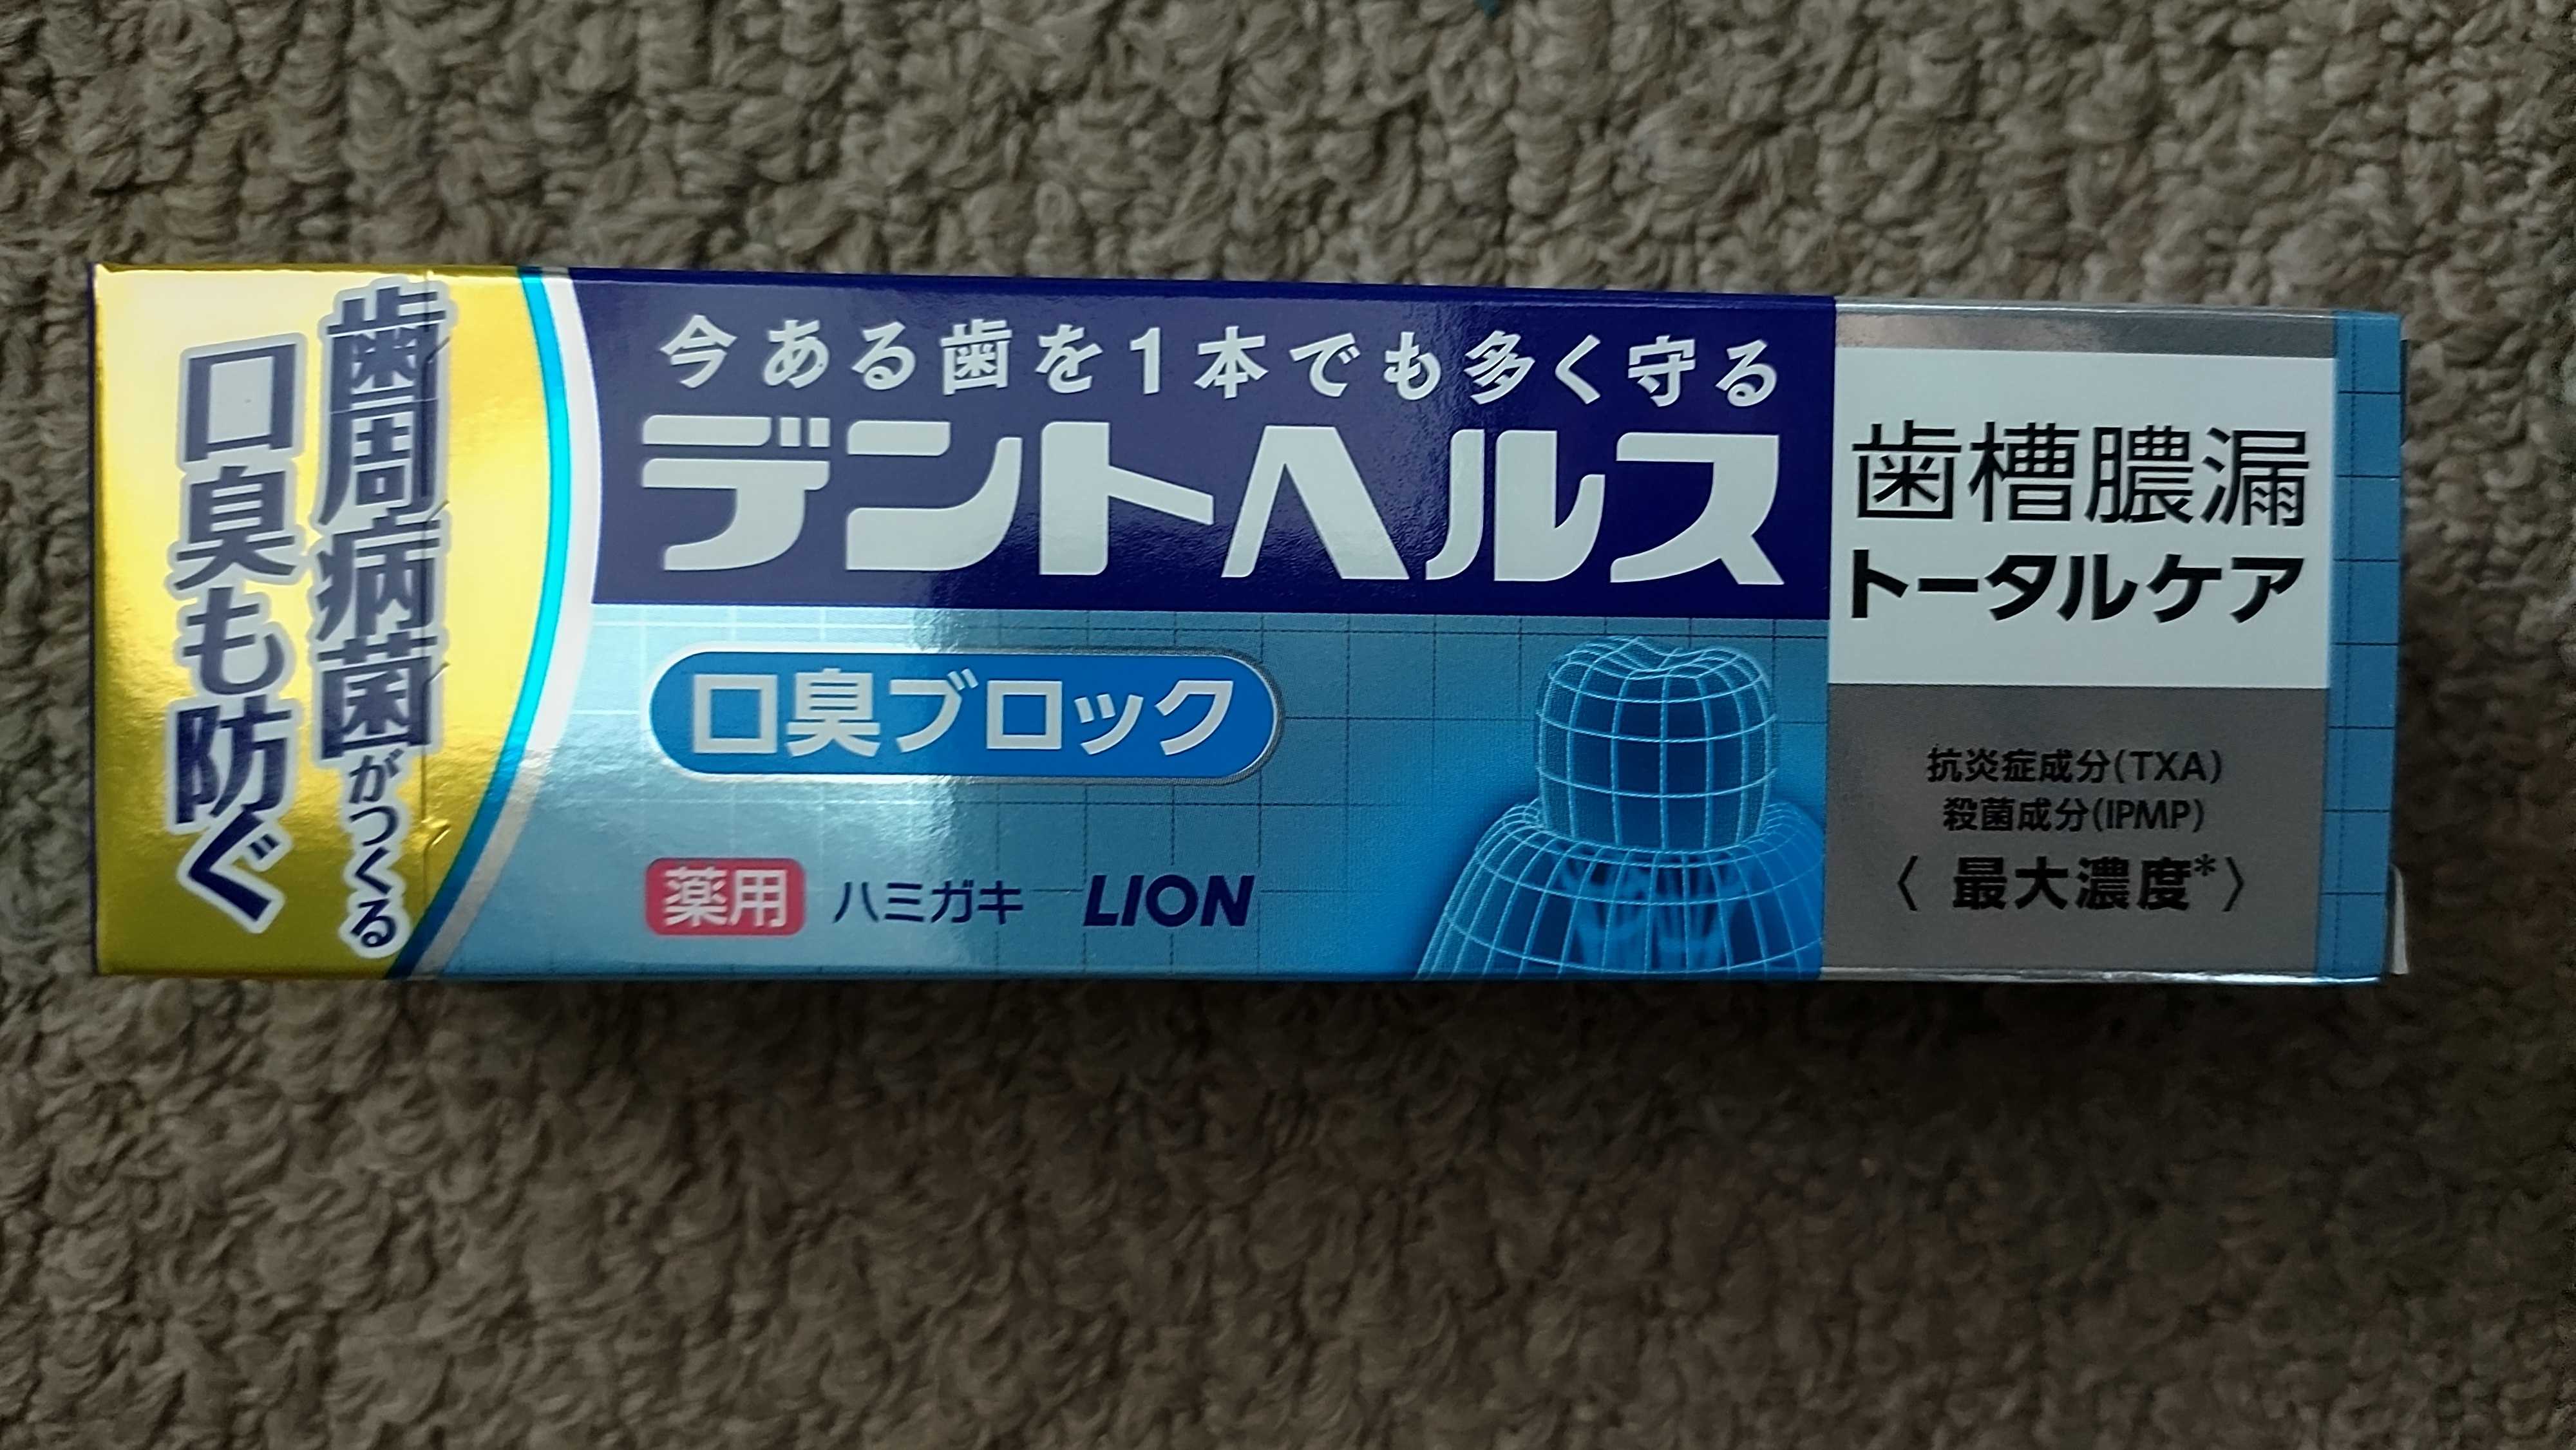 歯周病菌がつくる
口臭も防ぐ
今ある歯を1本でも多く守る
デントヘルス
口臭ブロック
薬用 ハミガキ LION
歯槽膿漏
トータルケア
抗炎症成分(TXA)
殺菌成分(IPMP)
〈 最大濃度*〉